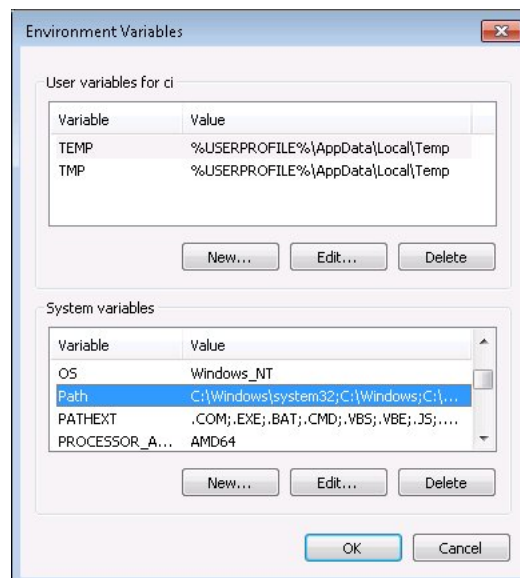 Environment Variables
User variables for ci
Variable Value
TEMP %USERPROFILE%\AppData\Local\Temp
TMP %USERPROFILE%\AppData\Local\Temp
New... Edit... Delete
System variables
Variable Value
OS Windows_NT
Path C:\Windows\system32;C:\Windows;C:\...
PATHEXT .COM;.EXE;.BAT;.CMD;.VBS;.VBE;.JS;....
PROCESSOR_A... AMD64
New... Edit... Delete
OK Cancel